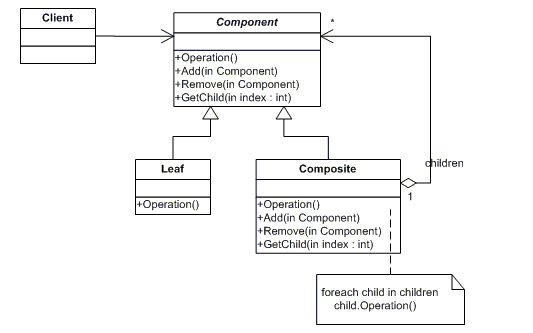 Client
Component
*
+Operation()
+Add(in Component)
+Remove(in Component)
+GetChild(in index : int)
children
1
Leaf
+Operation()
Composite
+Operation()
+Add(in Component)
+Remove(in Component)
+GetChild(in index : int)
foreach child in children
child.Operation()